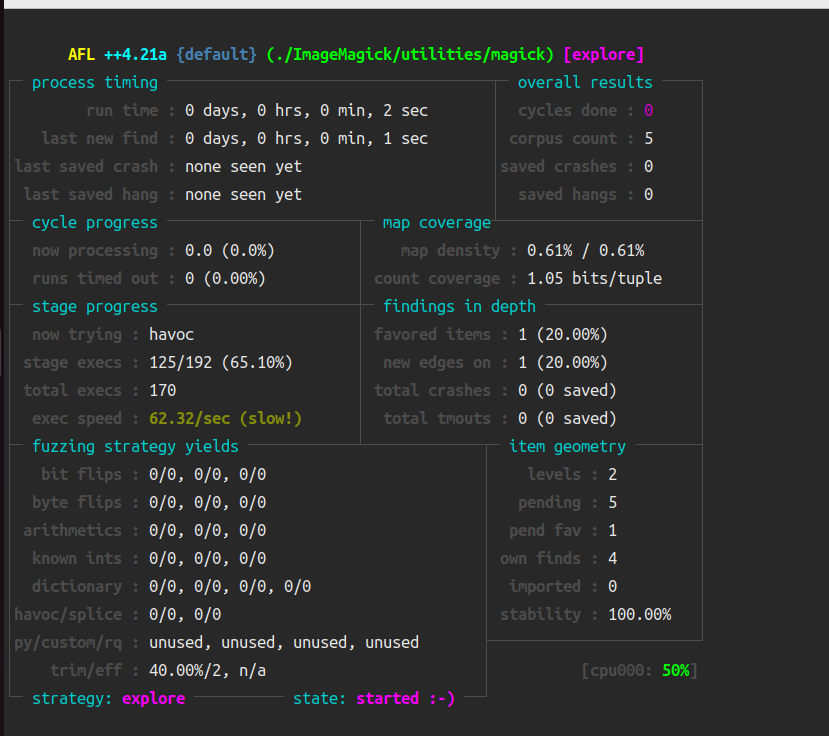 AFL ++4.21a {default} (./ImageMagick/utilities/magick) [explore]
process timing overall results
run time : 0 days, 0 hrs, 0 min, 2 sec cycles done : 0
last new find : 0 days, 0 hrs, 0 min, 1 sec corpus count : 5
last saved crash : none seen yet saved crashes : 0
last saved hang : none seen yet saved hangs : 0
cycle progress map coverage
now processing : 0.0 (0.0%) map density : 0.61% / 0.61%
runs timed out : 0 (0.00%) count coverage : 1.05 bits/tuple
stage progress findings in depth
now trying : havoc favored items : 1 (20.00%)
stage execs : 125/192 (65.10%) new edges on : 1 (20.00%)
total execs : 170 total crashes : 0 (0 saved)
exec speed : 62.32/sec (slow!) total tmouts : 0 (0 saved)
fuzzing strategy yields item geometry
bit flips : 0/0, 0/0, 0/0 levels : 2
byte flips : 0/0, 0/0, 0/0 pending : 5
arithmetics : 0/0, 0/0, 0/0 pend fav : 1
known ints : 0/0, 0/0, 0/0 own finds : 4
dictionary : 0/0, 0/0, 0/0, 0/0 imported : 0
havoc/splice : 0/0, 0/0 stability : 100.00%
py/custom/rq : unused, unused, unused, unused
trim/eff : 40.00%/2, n/a [cpu000: 50%]
strategy: explore state: started :-)